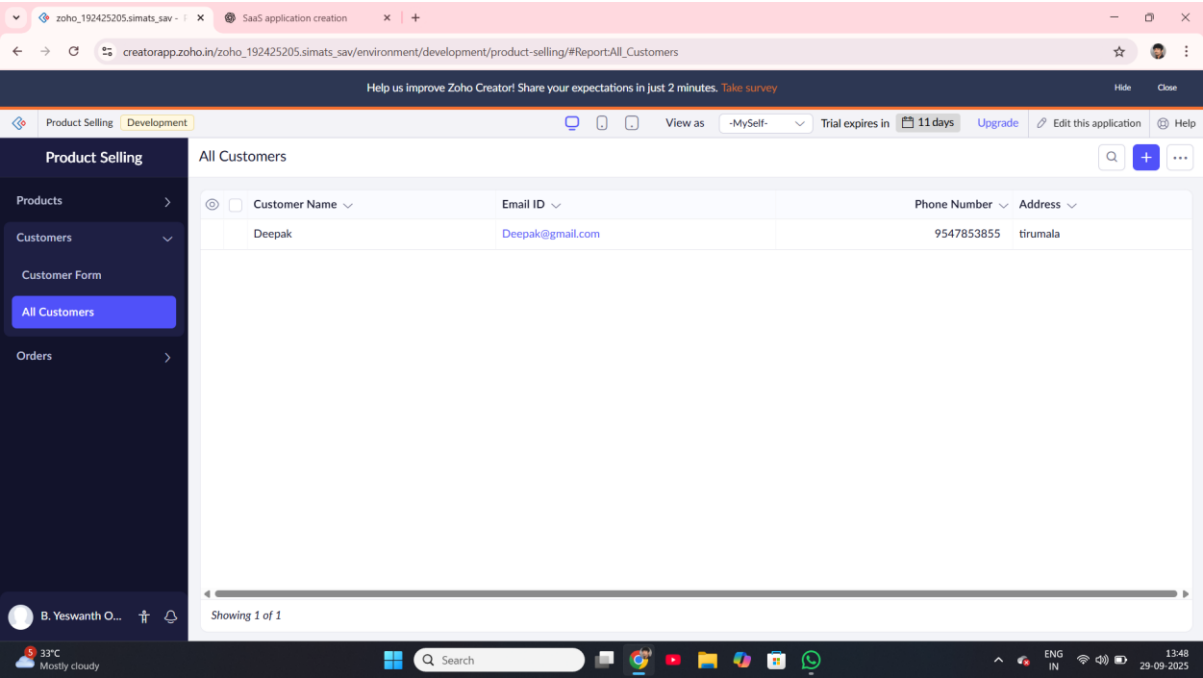 zoho_192425205.simats_sav -
SaaS application creation
creatorapp.zoho.in/zoho_192425205.simats_sav/environment/development/product-selling/#Report:All_Customers
Help us improve Zoho Creator! Share your expectations in just 2 minutes. Take survey
Hide
Close
Product Selling
Development
View as
-MySelf-
Trial expires in
11 days
Upgrade
Edit this application
Help
Product Selling
All Customers
Products
Customers
Customer Form
All Customers
Orders
Customer Name
Email ID
Phone Number
Address
Deepak
Deepak@gmail.com
9547853855
tirumala
Showing 1 of 1
B. Yeswanth O...
5
33°C
Mostly cloudy
Search
ENG
IN
13:48
29-09-2025